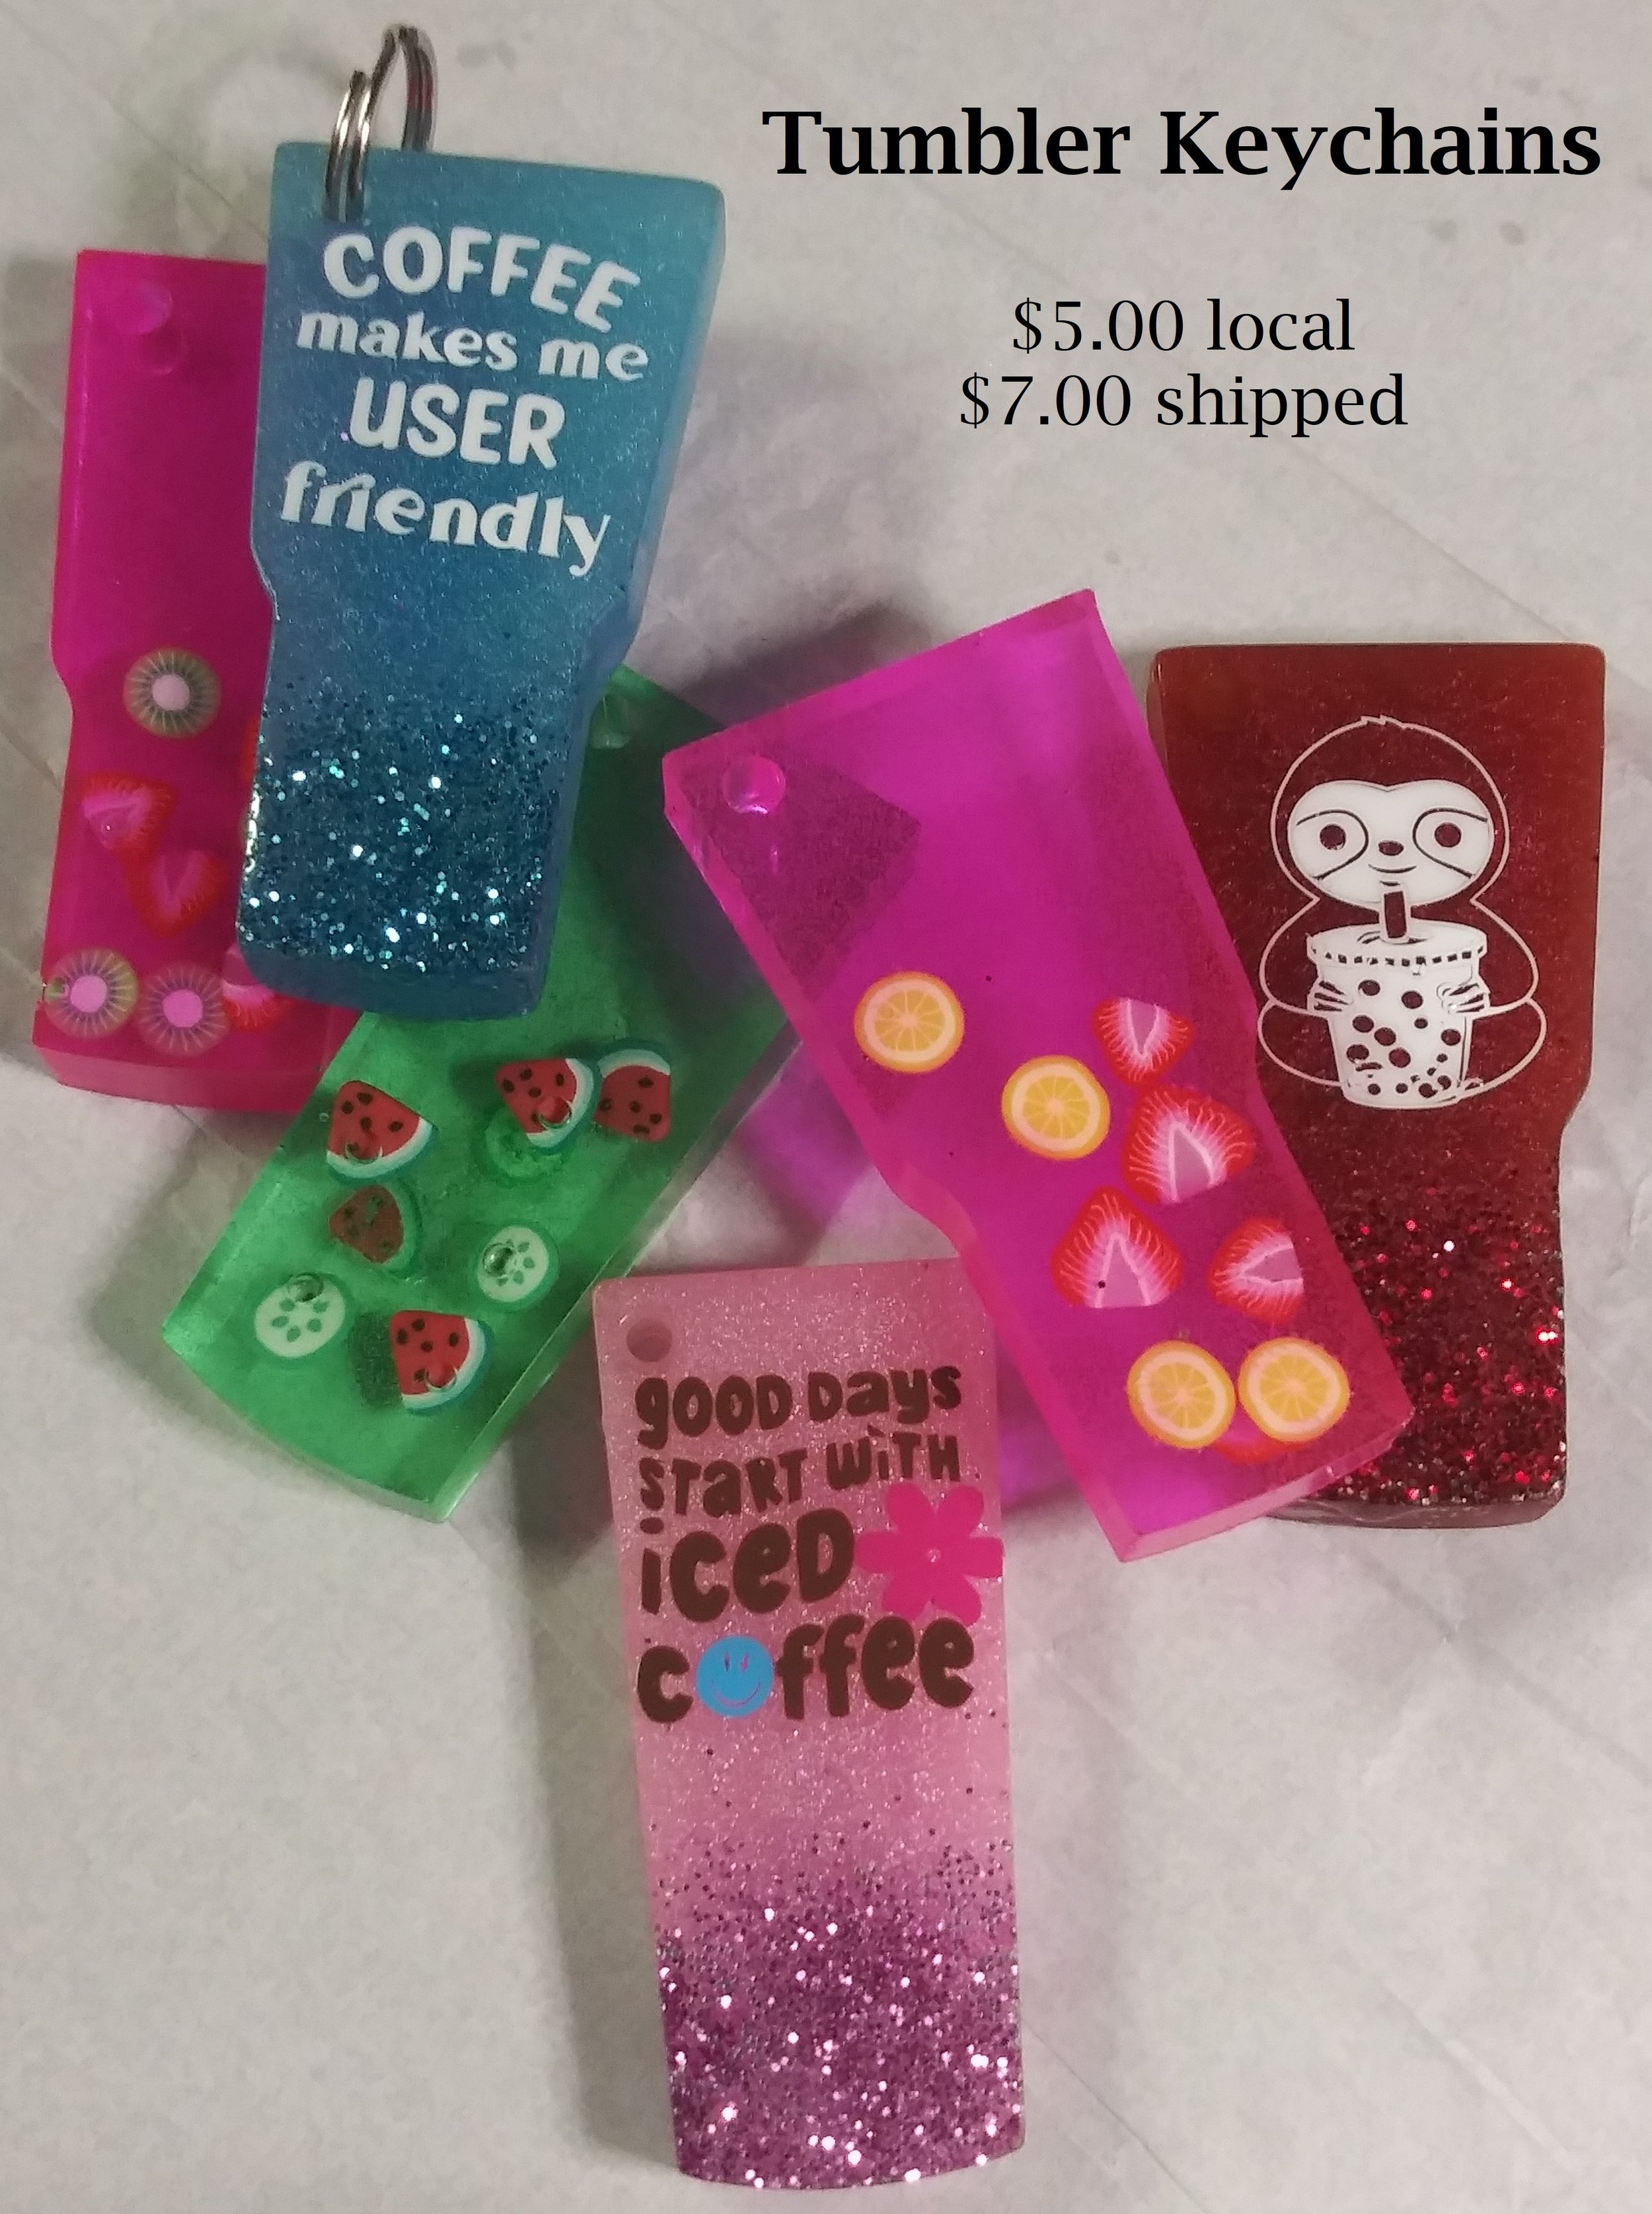 Tumbler Keychains
$5.00 local
$7.00 shipped
COFFEE
makes me
USER
friendly
gOOD Days
START WiTH
iCeD
coffee